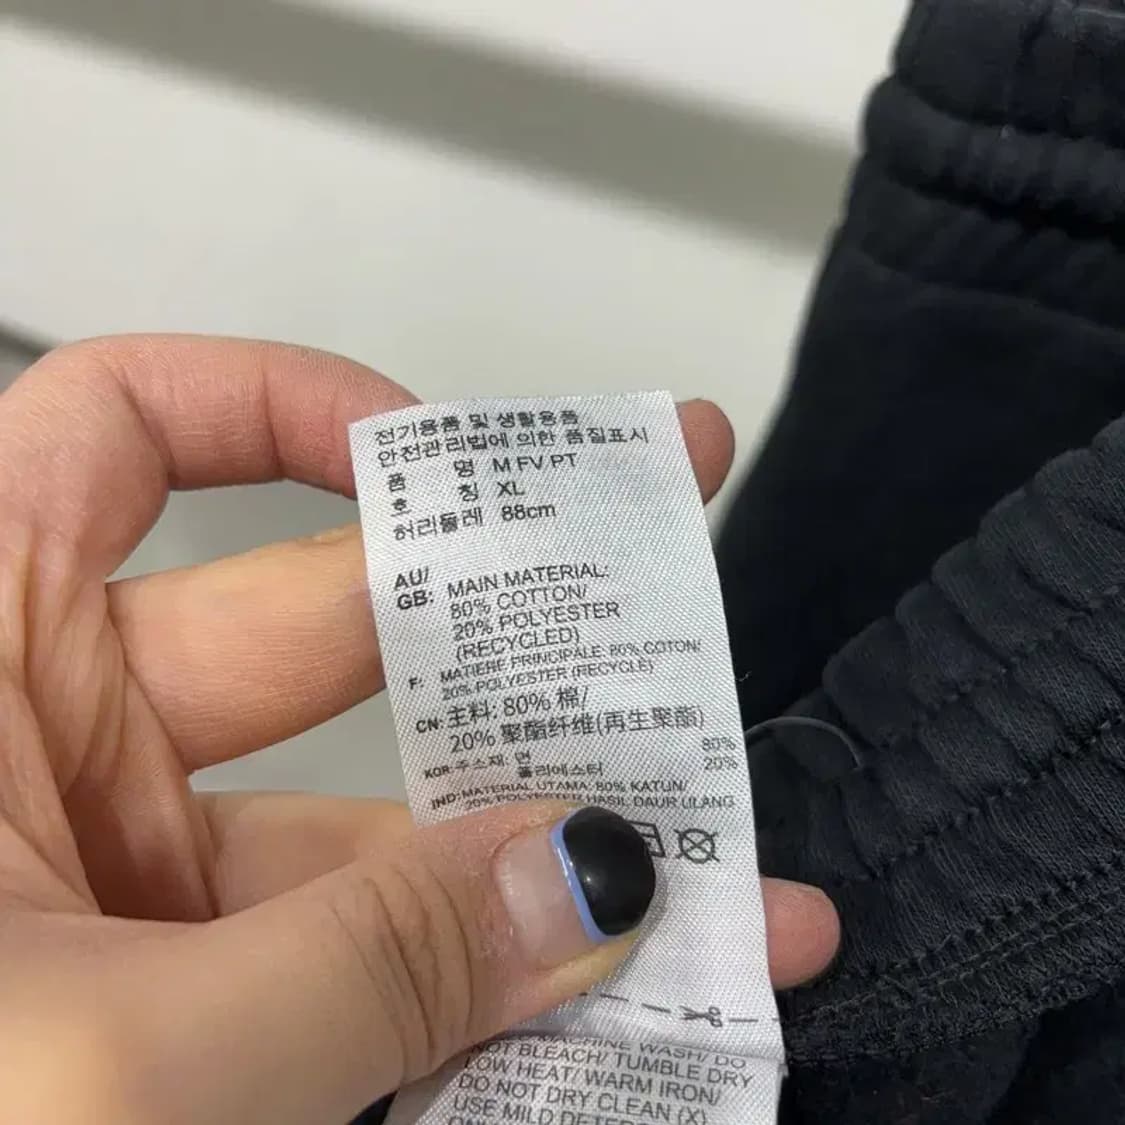 전기용품 및 생활용품
안전관리법에 의한 품질표시
품 명 M FV PT
호 칭 XL
허리둘레 88cm
AU/
GB: MAIN MATERIAL:
80% COTTON/
20% POLYESTER
(RECYCLED)
F: MATIERE PRINCIPALE: 80% COTON/
20% POLYESTER (RECYCLE)
CN: 主料: 80% 棉/
20% 聚酯纤维(再生聚酯)
KOR: 주소재: 면 80%
폴리에스터 20%
IND: MATERIAL UTAMA: 80% KATUN/
20% POLYESTER HASIL DAUR ULANG
MACHINE WASH/ DO
NOT BLEACH/ TUMBLE DRY
LOW HEAT/ WARM IRON/
DO NOT DRY CLEAN (X)
USE MILD